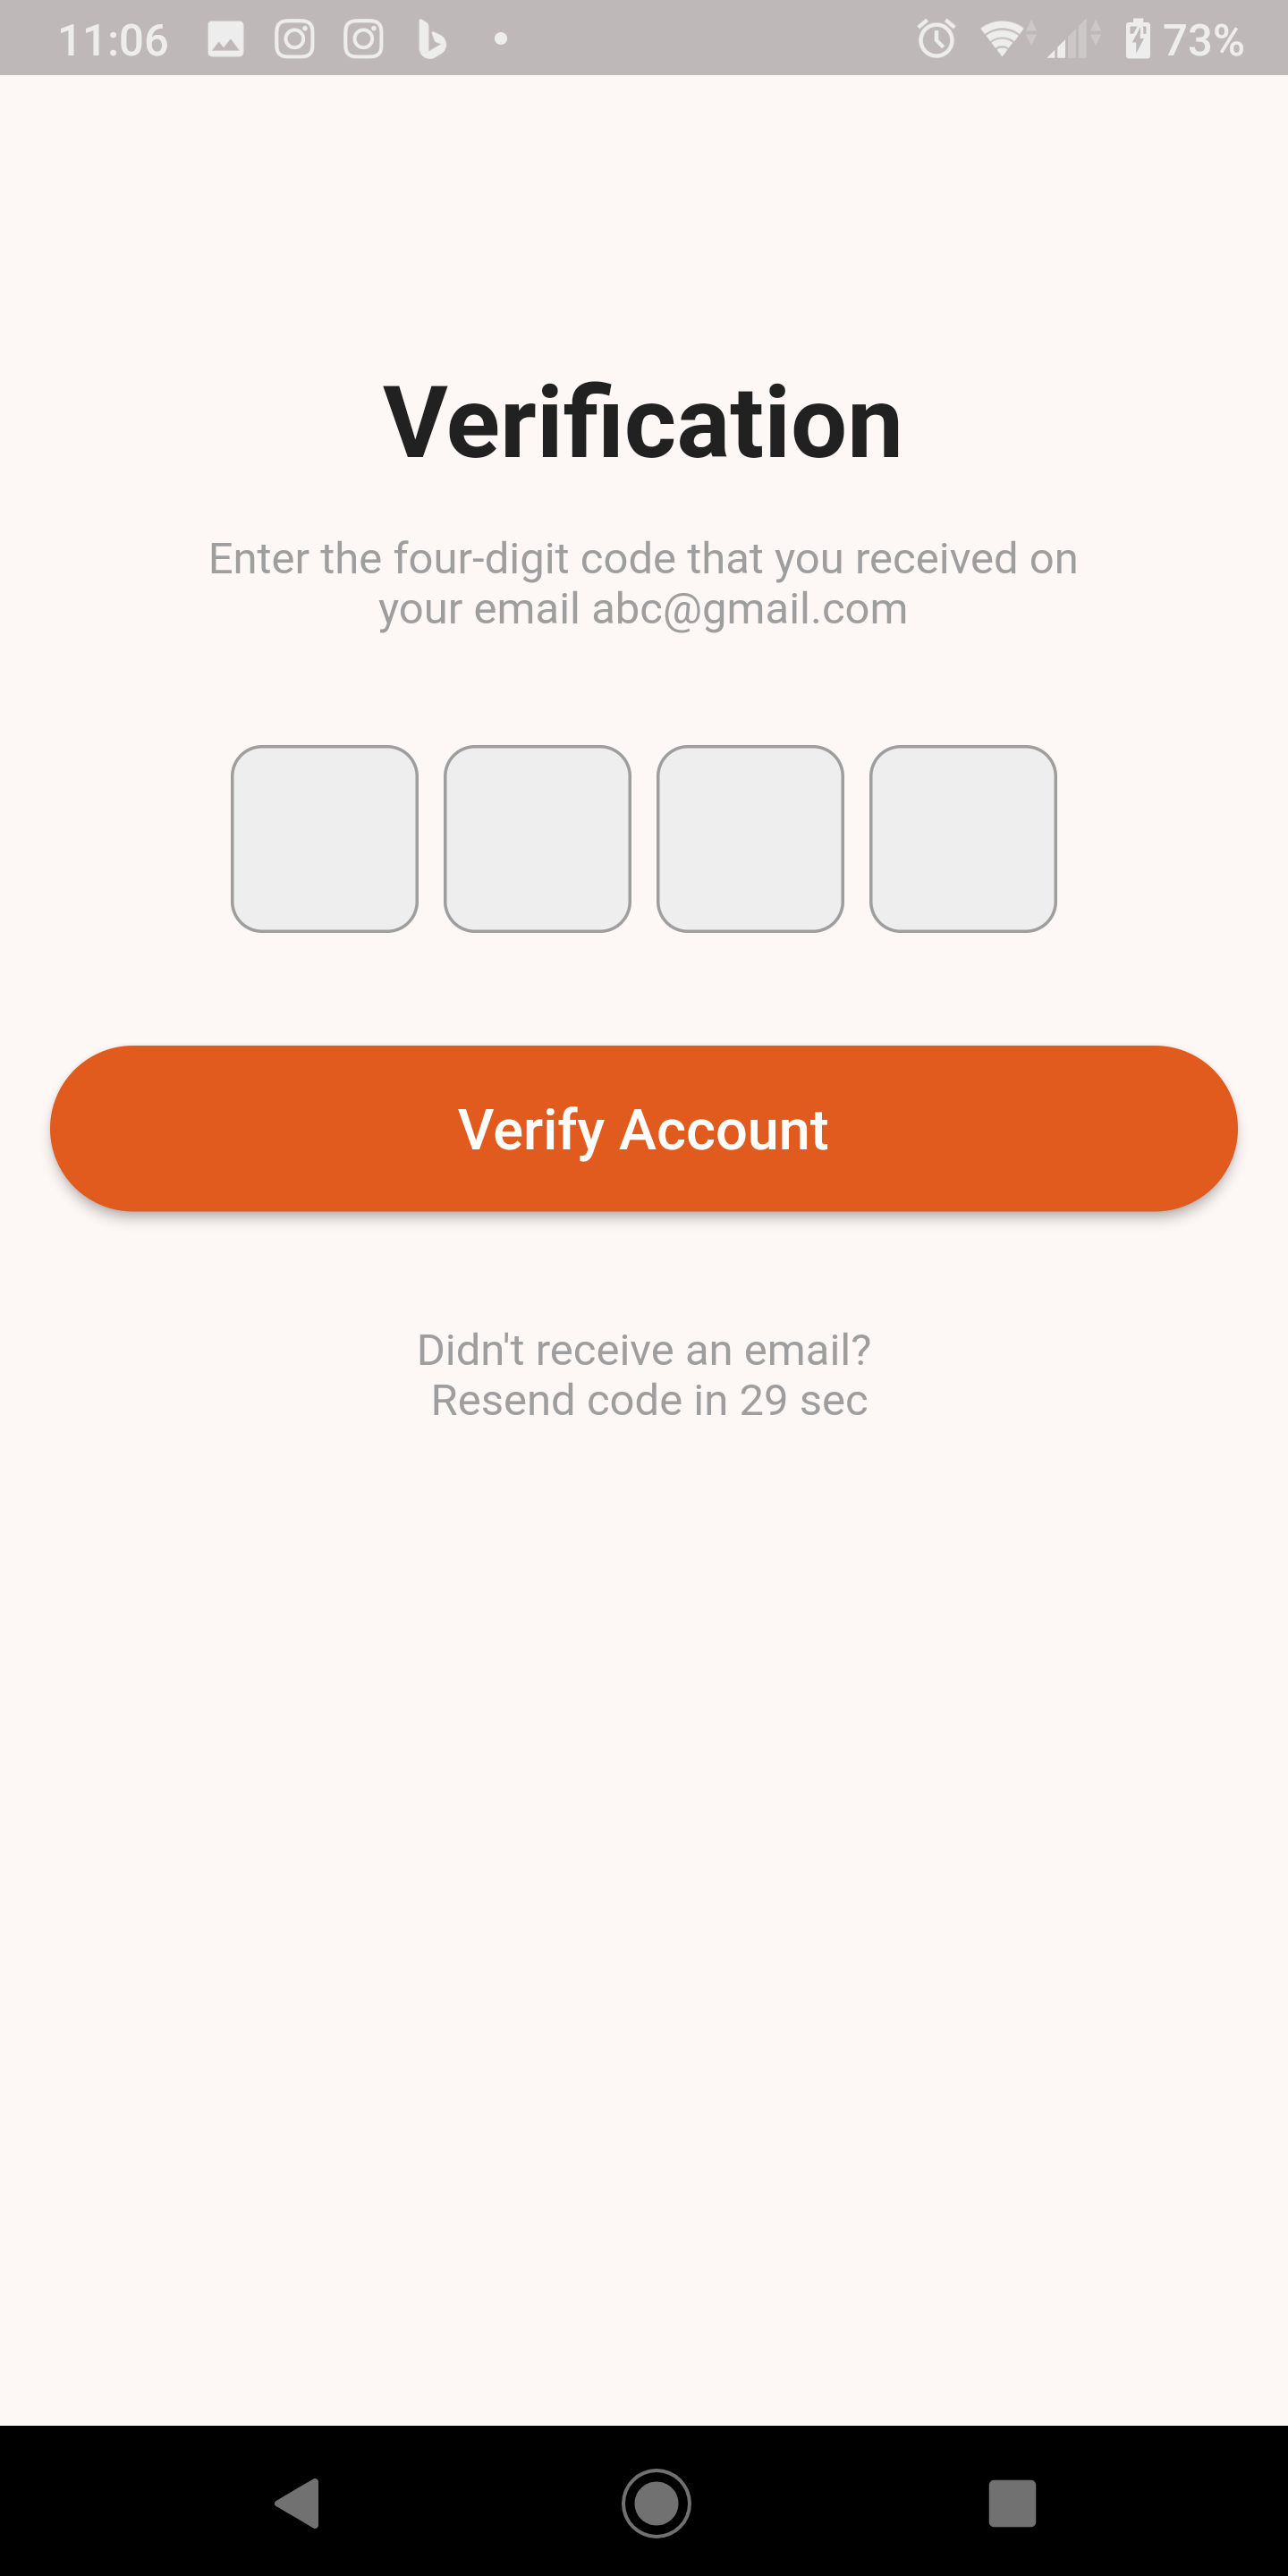 11:06 73%
Verification
Enter the four-digit code that you received on
your email abc@gmail.com
Verify Account
Didn't receive an email?
Resend code in 29 sec